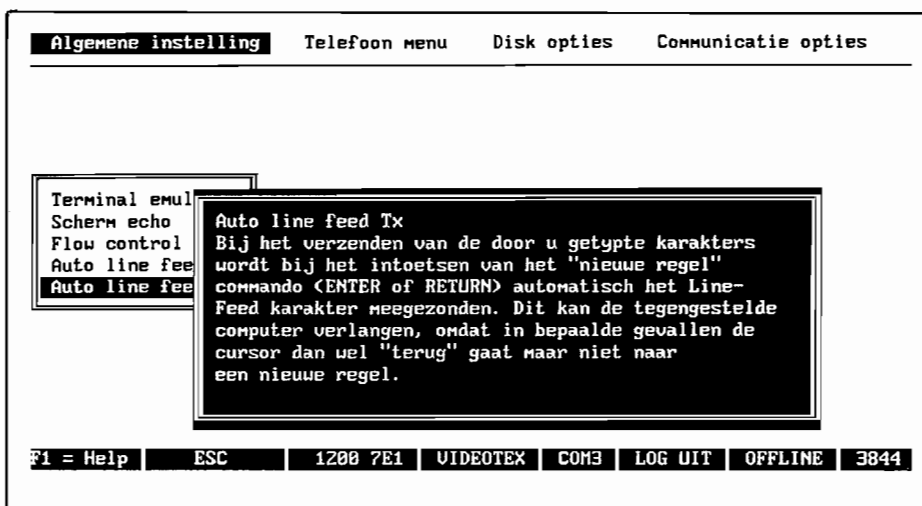 Algemene instelling Telefoon menu Disk opties Communicatie opties
Terminal emul
Scherm echo
Flow control
Auto line fee
Auto line fee
Auto line feed Tx
Bij het verzenden van de door u getypte karakters
wordt bij het intoetsen van het "nieuwe regel"
commando (ENTER of RETURN) automatisch het Line-
Feed karakter meegezonden. Dit kan de tegengestelde
computer verlangen, omdat in bepaalde gevallen de
cursor dan wel "terug" gaat maar niet naar
een nieuwe regel.
F1 = Help ESC 1200 7E1 VIDEOTEX COM3 LOG UIT OFFLINE 3844